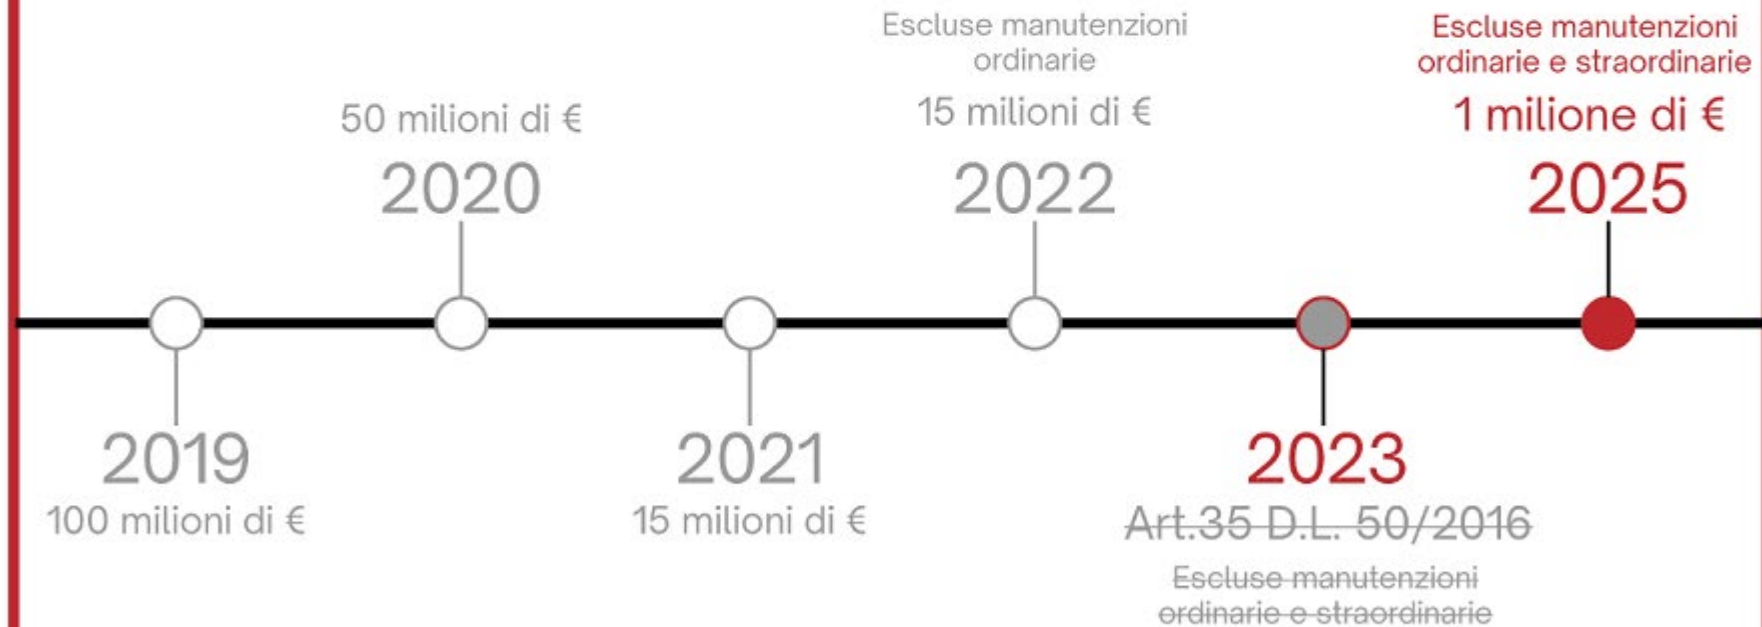 2019
100 milioni di €
50 milioni di €
2020
2021
15 milioni di €
Escluse manutenzioni
ordinarie
15 milioni di €
2022
2023
Art.35 D.L. 50/2016
Escluse manutenzioni
ordinarie e straordinarie
Escluse manutenzioni
ordinarie e straordinarie
1 milione di €
2025